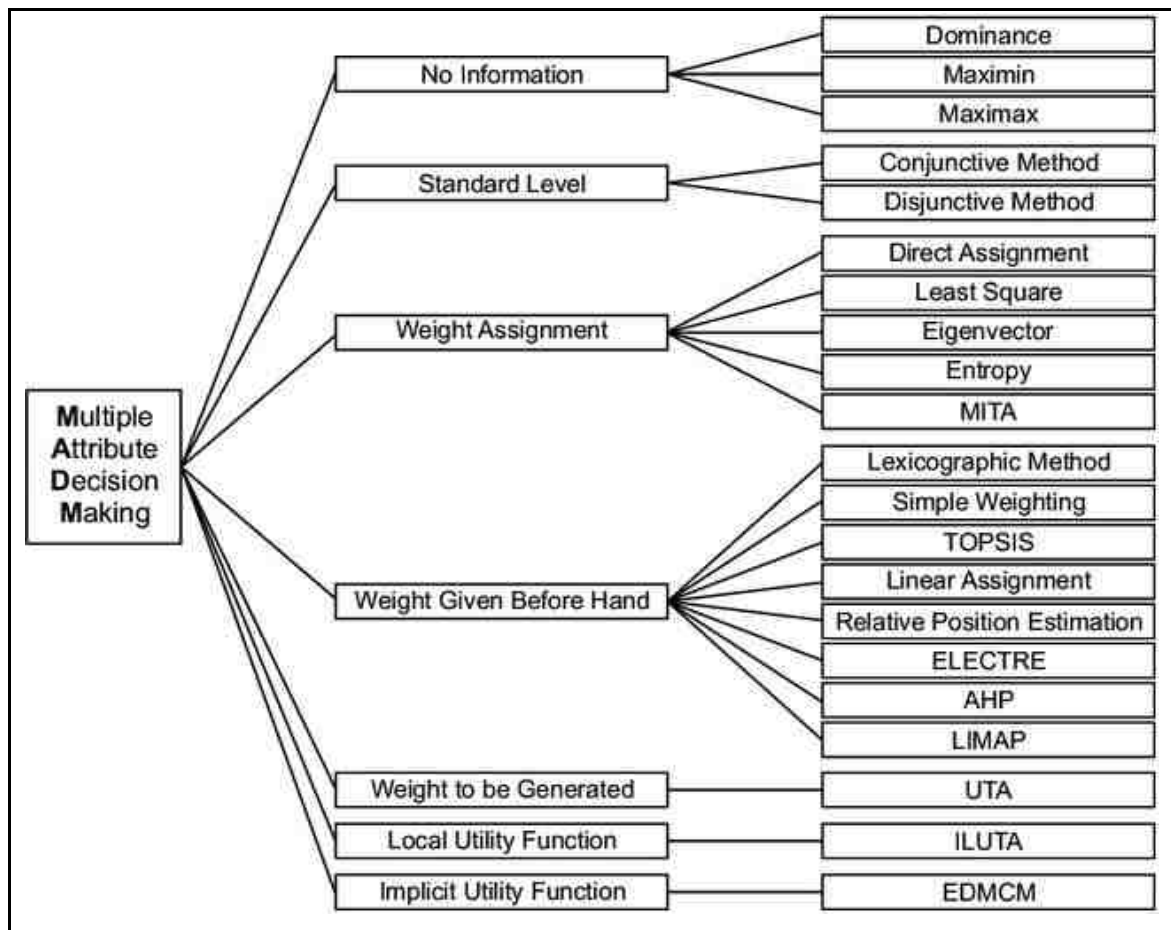 Multiple
Attribute
Decision
Making
No Information
Dominance
Maximin
Maximax
Standard Level
Conjunctive Method
Disjunctive Method
Weight Assignment
Direct Assignment
Least Square
Eigenvector
Entropy
MITA
Weight Given Before Hand
Lexicographic Method
Simple Weighting
TOPSIS
Linear Assignment
Relative Position Estimation
ELECTRE
AHP
LIMAP
Weight to be Generated
UTA
Local Utility Function
ILUTA
Implicit Utility Function
EDMCM